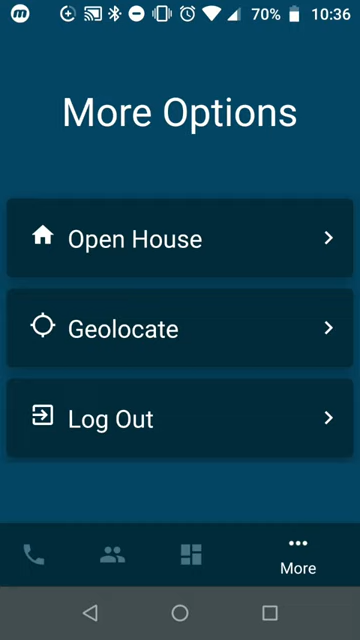 70% 10:36
More Options
Open House
Geolocate
Log Out
More